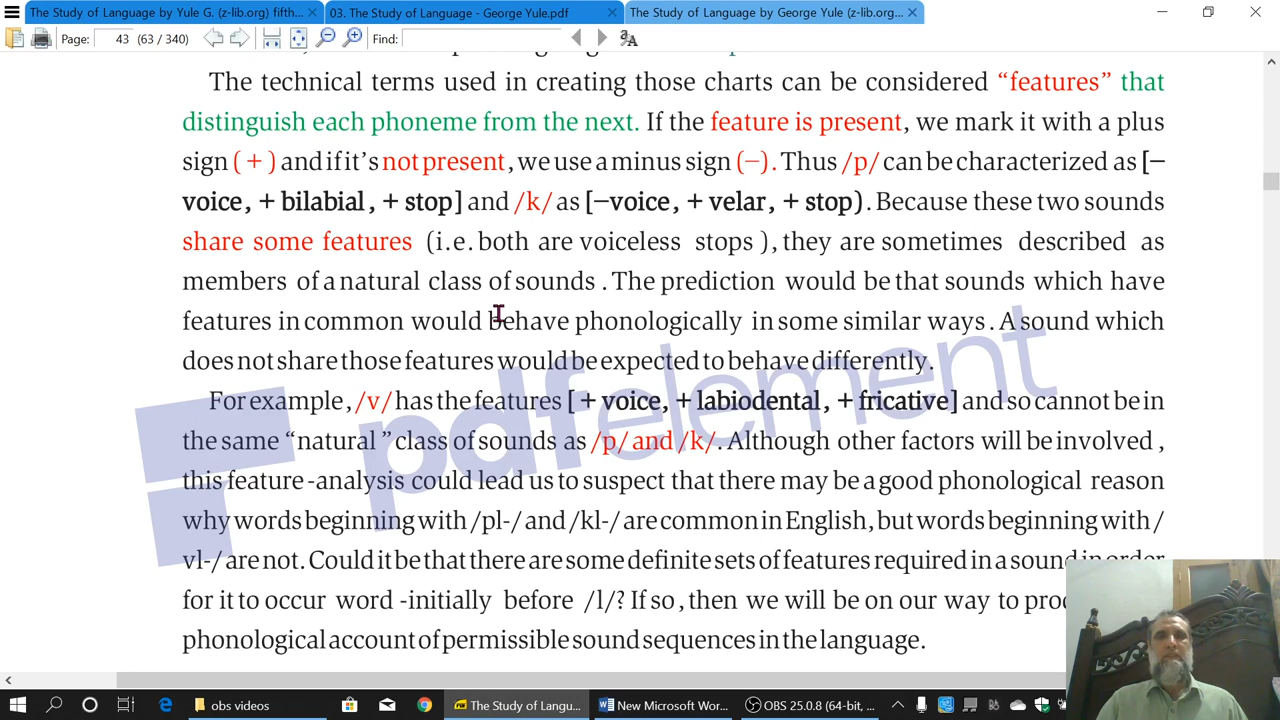 The Study of Language by Yule G. (z-lib.org) fifth... × 03. The Study of Language - George Yule.pdf × The Study of Language by George Yule (z-lib.org... ×
Page: 43 (63 / 340) Find:
The technical terms used in creating those charts can be considered “features” that
distinguish each phoneme from the next. If the feature is present, we mark it with a plus
sign ( + ) and if it’s not present , we use a minus sign (−). Thus /p/ can be characterized as [−
voice, + bilabial, + stop] and /k/ as [−voice, + velar, + stop). Because these two sounds
share some features (i.e. both are voiceless stops ), they are sometimes described as
members of a natural class of sounds . The prediction would be that sounds which have
features in common would behave phonologically in some similar ways . A sound which
does not share those features would be expected to behave differently.
For example, /v/ has the features [ + voice, + labiodental, + fricative] and so cannot be in
the same “natural ” class of sounds as /p/ and /k/. Although other factors will be involved ,
this feature -analysis could lead us to suspect that there may be a good phonological reason
why words beginning with /pl-/ and /kl-/ are common in English, but words beginning with /
vl-/ are not. Could it be that there are some definite sets of features required in a sound in order
for it to occur word -initially before /l/? If so, then we will be on our way to
phonological account of permissible sound sequences in the language.
pdfelement
obs videos The Study of Langu... New Microsoft Wor... OBS 25.0.8 (64-bit, ...